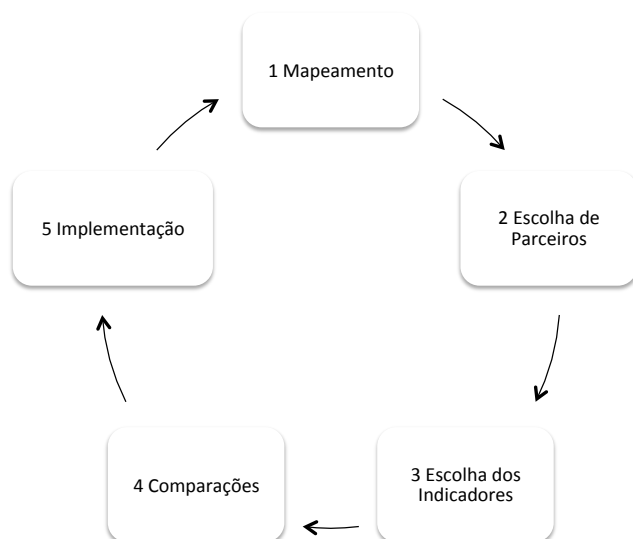 1 Mapeamento
2 Escolha de
Parceiros
3 Escolha dos
Indicadores
4 Comparações
5 Implementação